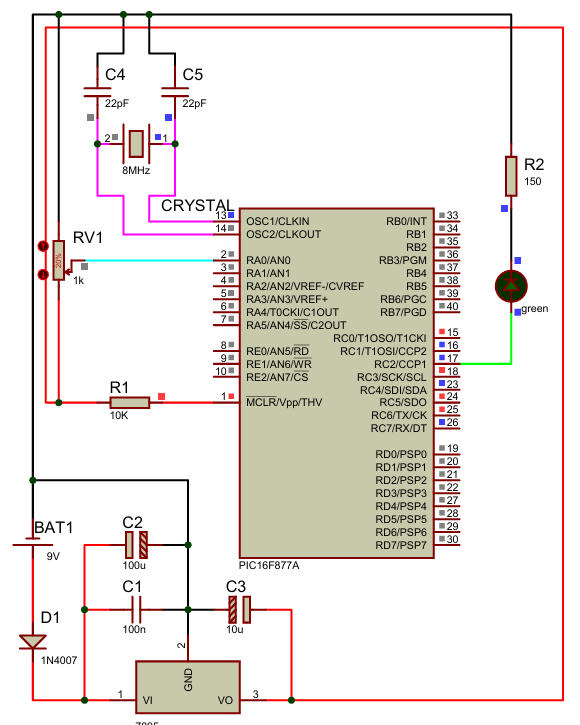 C4
22pF
C5
22pF
2
1
8MHz
CRYSTAL
R2
150
green
RV1
20%
1k
13 OSC1/CLKIN
14 OSC2/CLKOUT
2 RA0/AN0
3 RA1/AN1
4 RA2/AN2/VREF-/CVREF
5 RA3/AN3/VREF+
6 RA4/T0CKI/C1OUT
7 RA5/AN4/SS/C2OUT
8 RE0/AN5/RD
9 RE1/AN6/WR
10 RE2/AN7/CS
1 MCLR/Vpp/THV
RB0/INT 33
RB1 34
RB2 35
RB3/PGM 36
RB4 37
RB5 38
RB6/PGC 39
RB7/PGD 40
RC0/T1OSO/T1CKI 15
RC1/T1OSI/CCP2 16
RC2/CCP1 17
RC3/SCK/SCL 18
RC4/SDI/SDA 23
RC5/SDO 24
RC6/TX/CK 25
RC7/RX/DT 26
RD0/PSP0 19
RD1/PSP1 20
RD2/PSP2 21
RD3/PSP3 22
RD4/PSP4 27
RD5/PSP5 28
RD6/PSP6 29
RD7/PSP7 30
PIC16F877A
R1
10K
BAT1
9V
C2
100u
C1
100n
C3
10u
D1
1N4007
1 VI
2
GND
VO 3